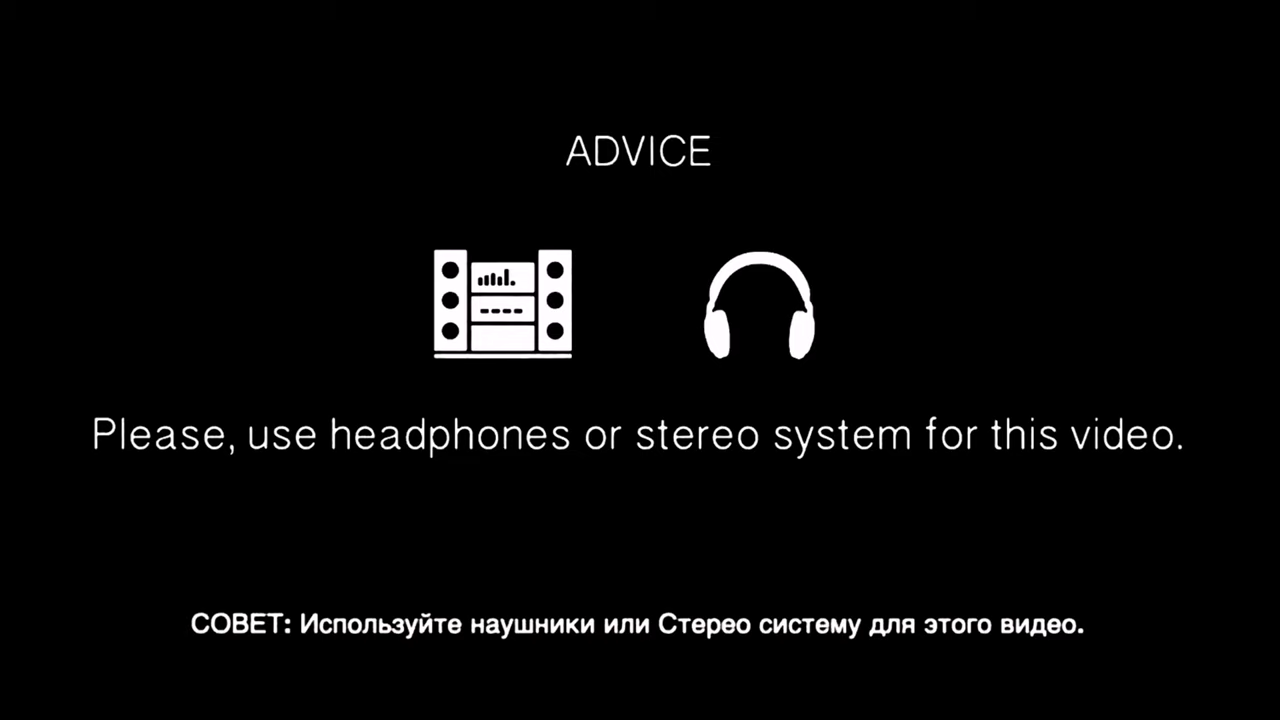 ADVICE
Please, use headphones or stereo system for this video.
СОВЕТ: Используйте наушники или Стерео систему для этого видео.